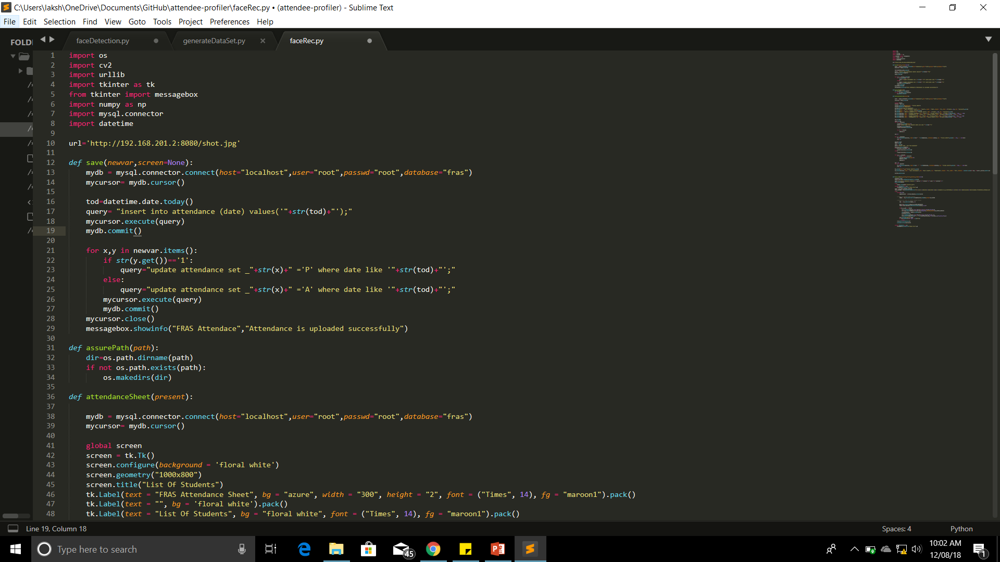 C:\Users\laksh\OneDrive\Documents\GitHub\attendee-profiler\faceRec.py • (attendee-profiler) - Sublime Text
File Edit Selection Find View Goto Tools Project Preferences Help
FOLD
faceDetection.py
generateDataSet.py
faceRec.py
1 import os
2 import cv2
3 import urllib
4 import tkinter as tk
5 from tkinter import messagebox
6 import numpy as np
7 import mysql.connector
8 import datetime
9
10 url='http://192.168.201.2:8080/shot.jpg'
11
12 def save(newvar,screen=None):
13 mydb = mysql.connector.connect(host="localhost",user="root",passwd="root",database="fras")
14 mycursor= mydb.cursor()
15
16 tod=datetime.date.today()
17 query= "insert into attendance (date) values('"+str(tod)+"');"
18 mycursor.execute(query)
19 mydb.commit()
20
21 for x,y in newvar.items():
22 if str(y.get())=='1':
23 query="update attendance set _"+str(x)+" ='P' where date like '"+str(tod)+"';"
24 else:
25 query="update attendance set _"+str(x)+" ='A' where date like '"+str(tod)+"';"
26 mycursor.execute(query)
27 mydb.commit()
28 mycursor.close()
29 messagebox.showinfo("FRAS Attendace","Attendance is uploaded successfully")
30
31 def assurePath(path):
32 dir=os.path.dirname(path)
33 if not os.path.exists(path):
34 os.makedirs(dir)
35
36 def attendanceSheet(present):
37
38 mydb = mysql.connector.connect(host="localhost",user="root",passwd="root",database="fras")
39 mycursor= mydb.cursor()
40
41 global screen
42 screen = tk.Tk()
43 screen.configure(background = 'floral white')
44 screen.geometry("1000x800")
45 screen.title("List Of Students")
46 tk.Label(text = "FRAS Attendance Sheet", bg = "azure", width = "300", height = "2", font = ("Times", 14), fg = "maroon1").pack()
47 tk.Label(text = "", bg = 'floral white').pack()
48 tk.Label(text = "List Of Students", bg = "floral white", font = ("Times", 14), fg = "maroon1").pack()
Line 19, Column 18
Spaces: 4
Python
Type here to search
45
10:02 AM
12/08/18
1